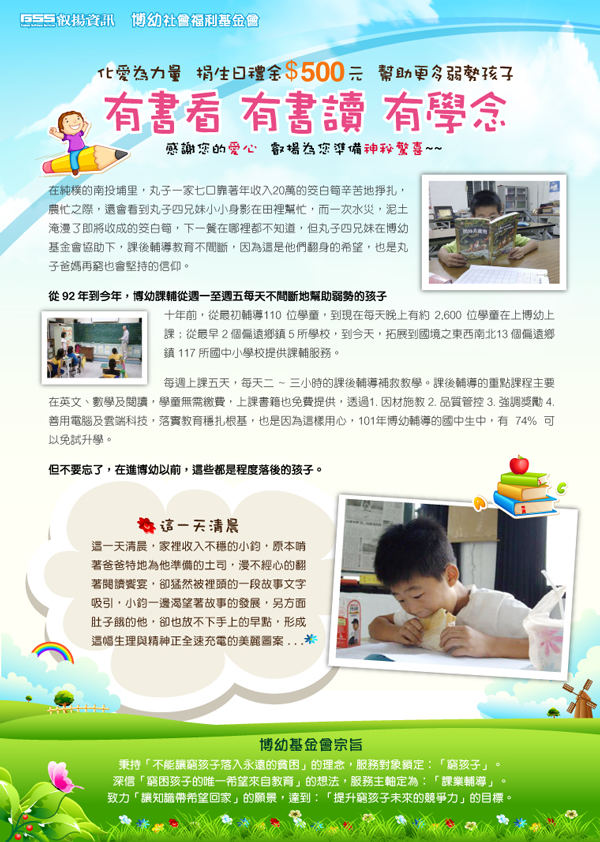 GSS 叡揚資訊 博幼社會福利基金會
化愛為力量 捐生日禮金$500元 幫助更多弱勢孩子
有書看 有書讀 有學念
感謝您的愛心 叡揚為您準備神秘驚喜~~
在純樸的南投埔里，丸子一家七口靠著年收入20萬的筊白筍辛苦地掙扎，
農忙之際，還會看到丸子四兄妹小小身影在田裡幫忙，而一次水災，泥土
淹漫了即將收成的筊白筍，下一餐在哪裡都不知道，但丸子四兄妹在博幼
基金會協助下，課後輔導教育不間斷，因為這是他們翻身的希望，也是丸
子爸媽再窮也會堅持的信仰。
從 92 年到今年，博幼課輔從週一至週五每天不間斷地幫助弱勢的孩子
十年前，從最初輔導110 位學童，到現在每天晚上有約 2,600 位學童在上博幼上
課；從最早 2 個偏遠鄉鎮 5 所學校，到今天，拓展到國境之東西南北13 個偏遠鄉
鎮 117 所國中小學校提供課輔服務。
每週上課五天，每天二 ~ 三小時的課後輔導補救教學。課後輔導的重點課程主要
在英文、數學及閱讀，學童無需繳費，上課書籍也免費提供，透過1. 因材施教 2. 品質管控 3. 強調獎勵 4.
善用電腦及雲端科技，落實教育穩扎根基，也是因為這樣用心，101年博幼輔導的國中生中，有 74% 可
以免試升學。
但不要忘了，在進博幼以前，這些都是程度落後的孩子。
這一天清晨
這一天清晨，家裡收入不穩的小鈞，原本啃
著爸爸特地為他準備的土司，漫不經心的翻
著閱讀饗宴，卻猛然被裡頭的一段故事文字
吸引，小鈞一邊渴望著故事的發展，另方面
肚子餓的他，卻也放不下手上的早點，形成
這幅生理與精神正全速充電的美麗圖案 . . .
博幼基金會宗旨
秉持「不能讓窮孩子落入永遠的貧困」的理念，服務對象鎖定：「窮孩子」。
深信「窮困孩子的唯一希望來自教育」的想法，服務主軸定為：「課業輔導」。
致力「讓知識帶希望回家」的願景，達到：「提升窮孩子未來的競爭力」的目標。